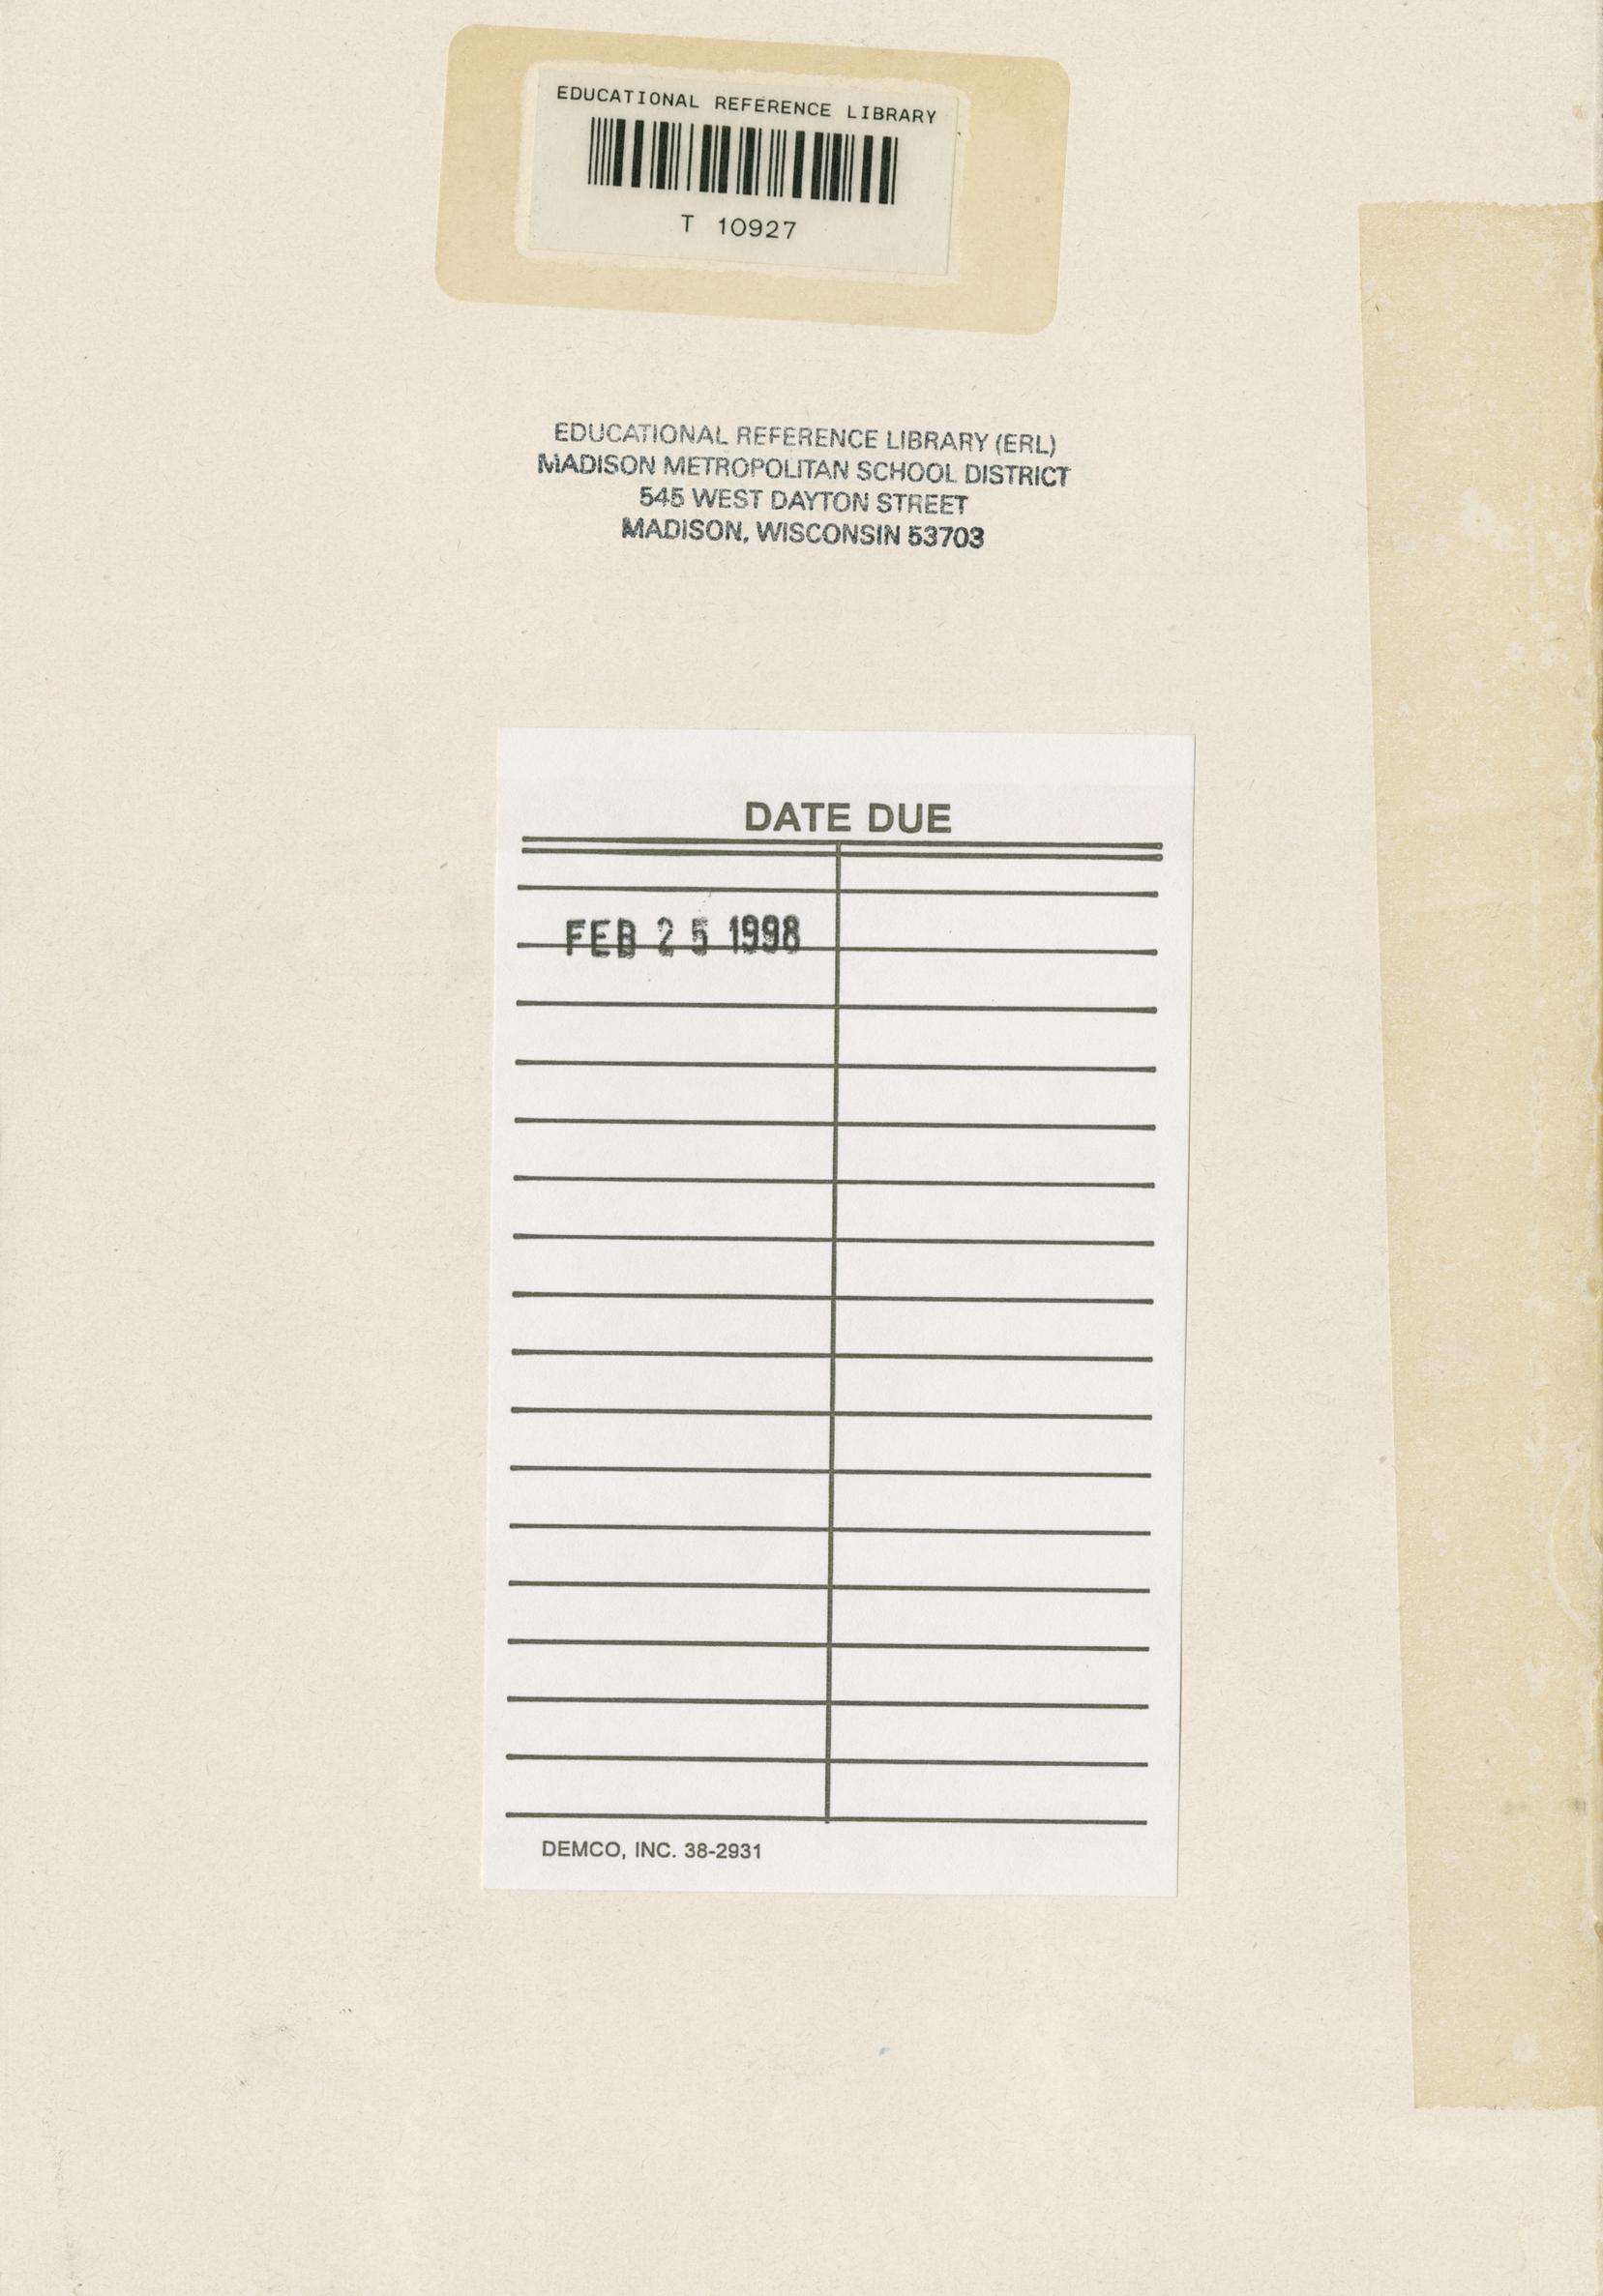 EDUCATIONAL REFERENCE LIBRARY
T 10927
EDUCATIONAL REFERENCE LIBRARY (ERL)
MADISON METROPOLITAN SCHOOL DISTRICT
545 WEST DAYTON STREET
MADISON, WISCONSIN 53703
DATE DUE
FEB 25 1998
DEMCO, INC. 38-2931